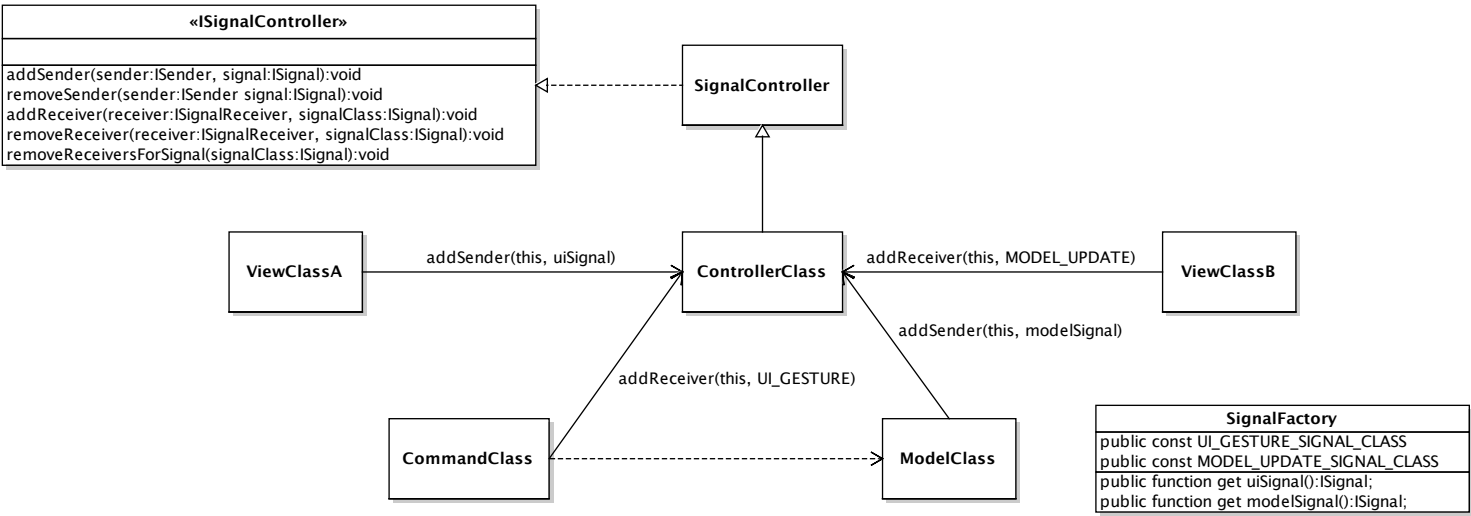 «ISignalController»
addSender(sender:ISender, signal:ISignal):void
removeSender(sender:ISender signal:ISignal):void
addReceiver(receiver:ISignalReceiver, signalClass:ISignal):void
removeReceiver(receiver:ISignalReceiver, signalClass:ISignal):void
removeReceiversForSignal(signalClass:ISignal):void
SignalController
ViewClassA
addSender(this, uiSignal)
ControllerClass
addReceiver(this, MODEL_UPDATE)
ViewClassB
addSender(this, modelSignal)
addReceiver(this, UI_GESTURE)
CommandClass
ModelClass
SignalFactory
public const UI_GESTURE_SIGNAL_CLASS
public const MODEL_UPDATE_SIGNAL_CLASS
public function get uiSignal():ISignal;
public function get modelSignal():ISignal;